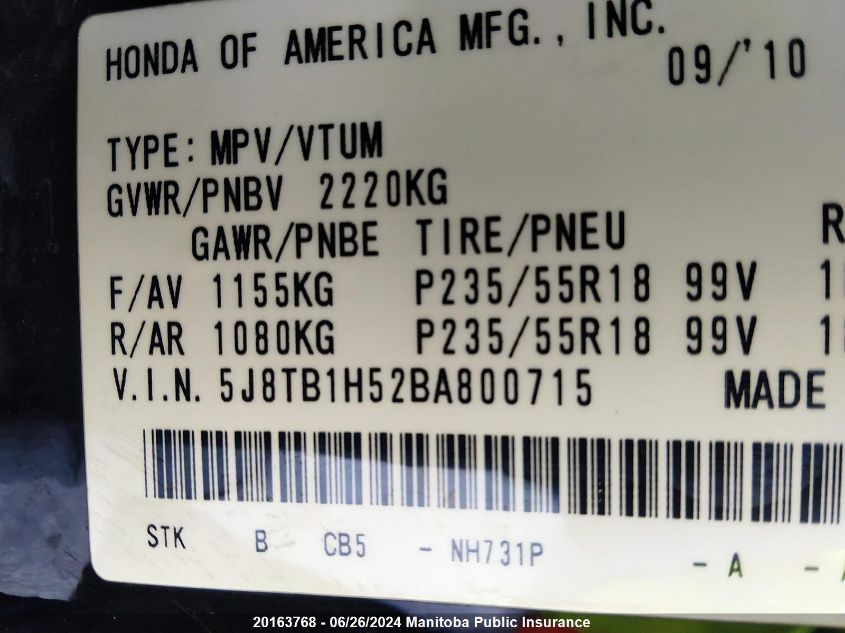 HONDA OF AMERICA MFG., INC.
09/'10
TYPE: MPV/VTUM
GVWR/PNBV 2220KG
GAWR/PNBE TIRE/PNEU R
F/AV 1155KG P235/55R18 99V 1
R/AR 1080KG P235/55R18 99V 1
V.I.N. 5J8TB1H52BA800715 MADE
STK B CB5 - NH731P - A -
20163768 - 06/26/2024 Manitoba Public Insurance